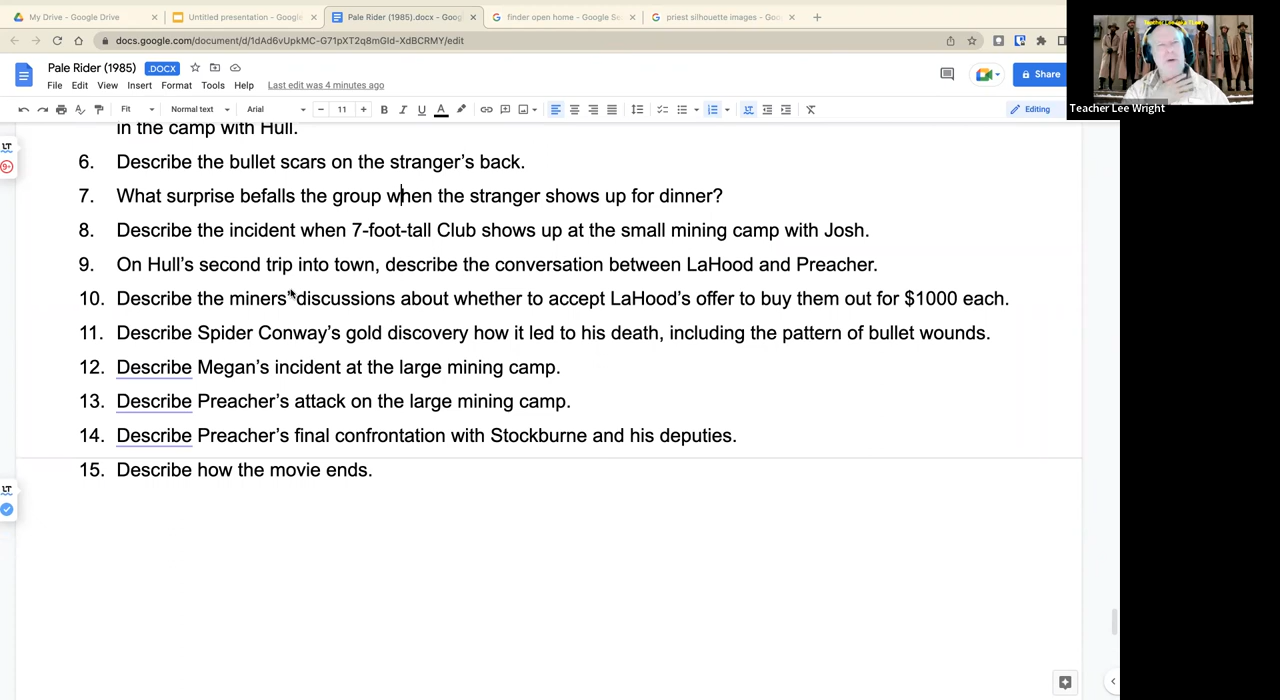 My Drive - Google Drive
Untitled presentation - Google
Pale Rider (1985).docx - Goog
finder open home - Google Se
priest silhouette images - Goo
docs.google.com/document/d/1dAd6vUpkMC-G71pXT2q8mGId-XdBCRMY/edit
Pale Rider (1985) .DOCX
File Edit View Insert Format Tools Help Last edit was 4 minutes ago
Share
Fit Normal text Arial 11 Editing
Teacher Lee Wright
in the camp with Hull.
6. Describe the bullet scars on the stranger's back.
7. What surprise befalls the group when the stranger shows up for dinner?
8. Describe the incident when 7-foot-tall Club shows up at the small mining camp with Josh.
9. On Hull's second trip into town, describe the conversation between LaHood and Preacher.
10. Describe the miners' discussions about whether to accept LaHood's offer to buy them out for $1000 each.
11. Describe Spider Conway's gold discovery how it led to his death, including the pattern of bullet wounds.
12. Describe Megan's incident at the large mining camp.
13. Describe Preacher's attack on the large mining camp.
14. Describe Preacher's final confrontation with Stockburne and his deputies.
15. Describe how the movie ends.